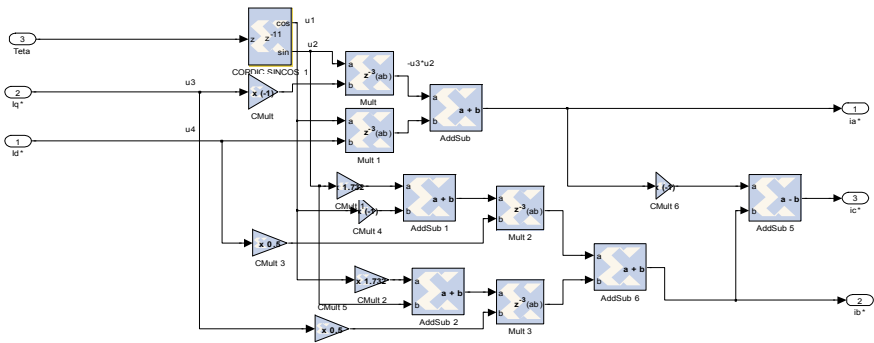 cos
u1
3
z
z-11
Teta
sin
u2
CORDIC SINCOS 1
a
z-3(ab)
b
-u3*u2
Mult
2
Iq*
u3
x (-1)
CMult
a
b
a + b
AddSub
1
ia*
1
Id*
u4
a
z-3(ab)
b
Mult 1
x 1.732
CMult 1
a
b
a + b
AddSub 1
x (-1)
CMult 4
a
z-3(ab)
b
Mult 2
x (-1)
CMult 6
a
b
a - b
AddSub 5
3
ic*
x 0.5
CMult 3
a
b
a + b
AddSub 6
x 1.732
CMult 2
a
b
a + b
AddSub 2
a
z-3(ab)
b
Mult 3
2
ib*
CMult 5
x 0.5